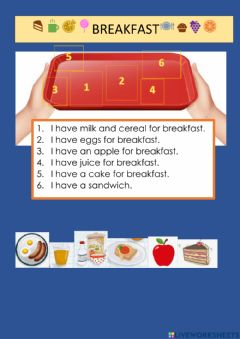 BREAKFAST
5
6
1
2
3
4
1. I have milk and cereal for breakfast.
2. I have eggs for breakfast.
3. I have an apple for breakfast.
4. I have juice for breakfast.
5. I have a cake for breakfast.
6. I have a sandwich.
LIVEWORKSHEETS